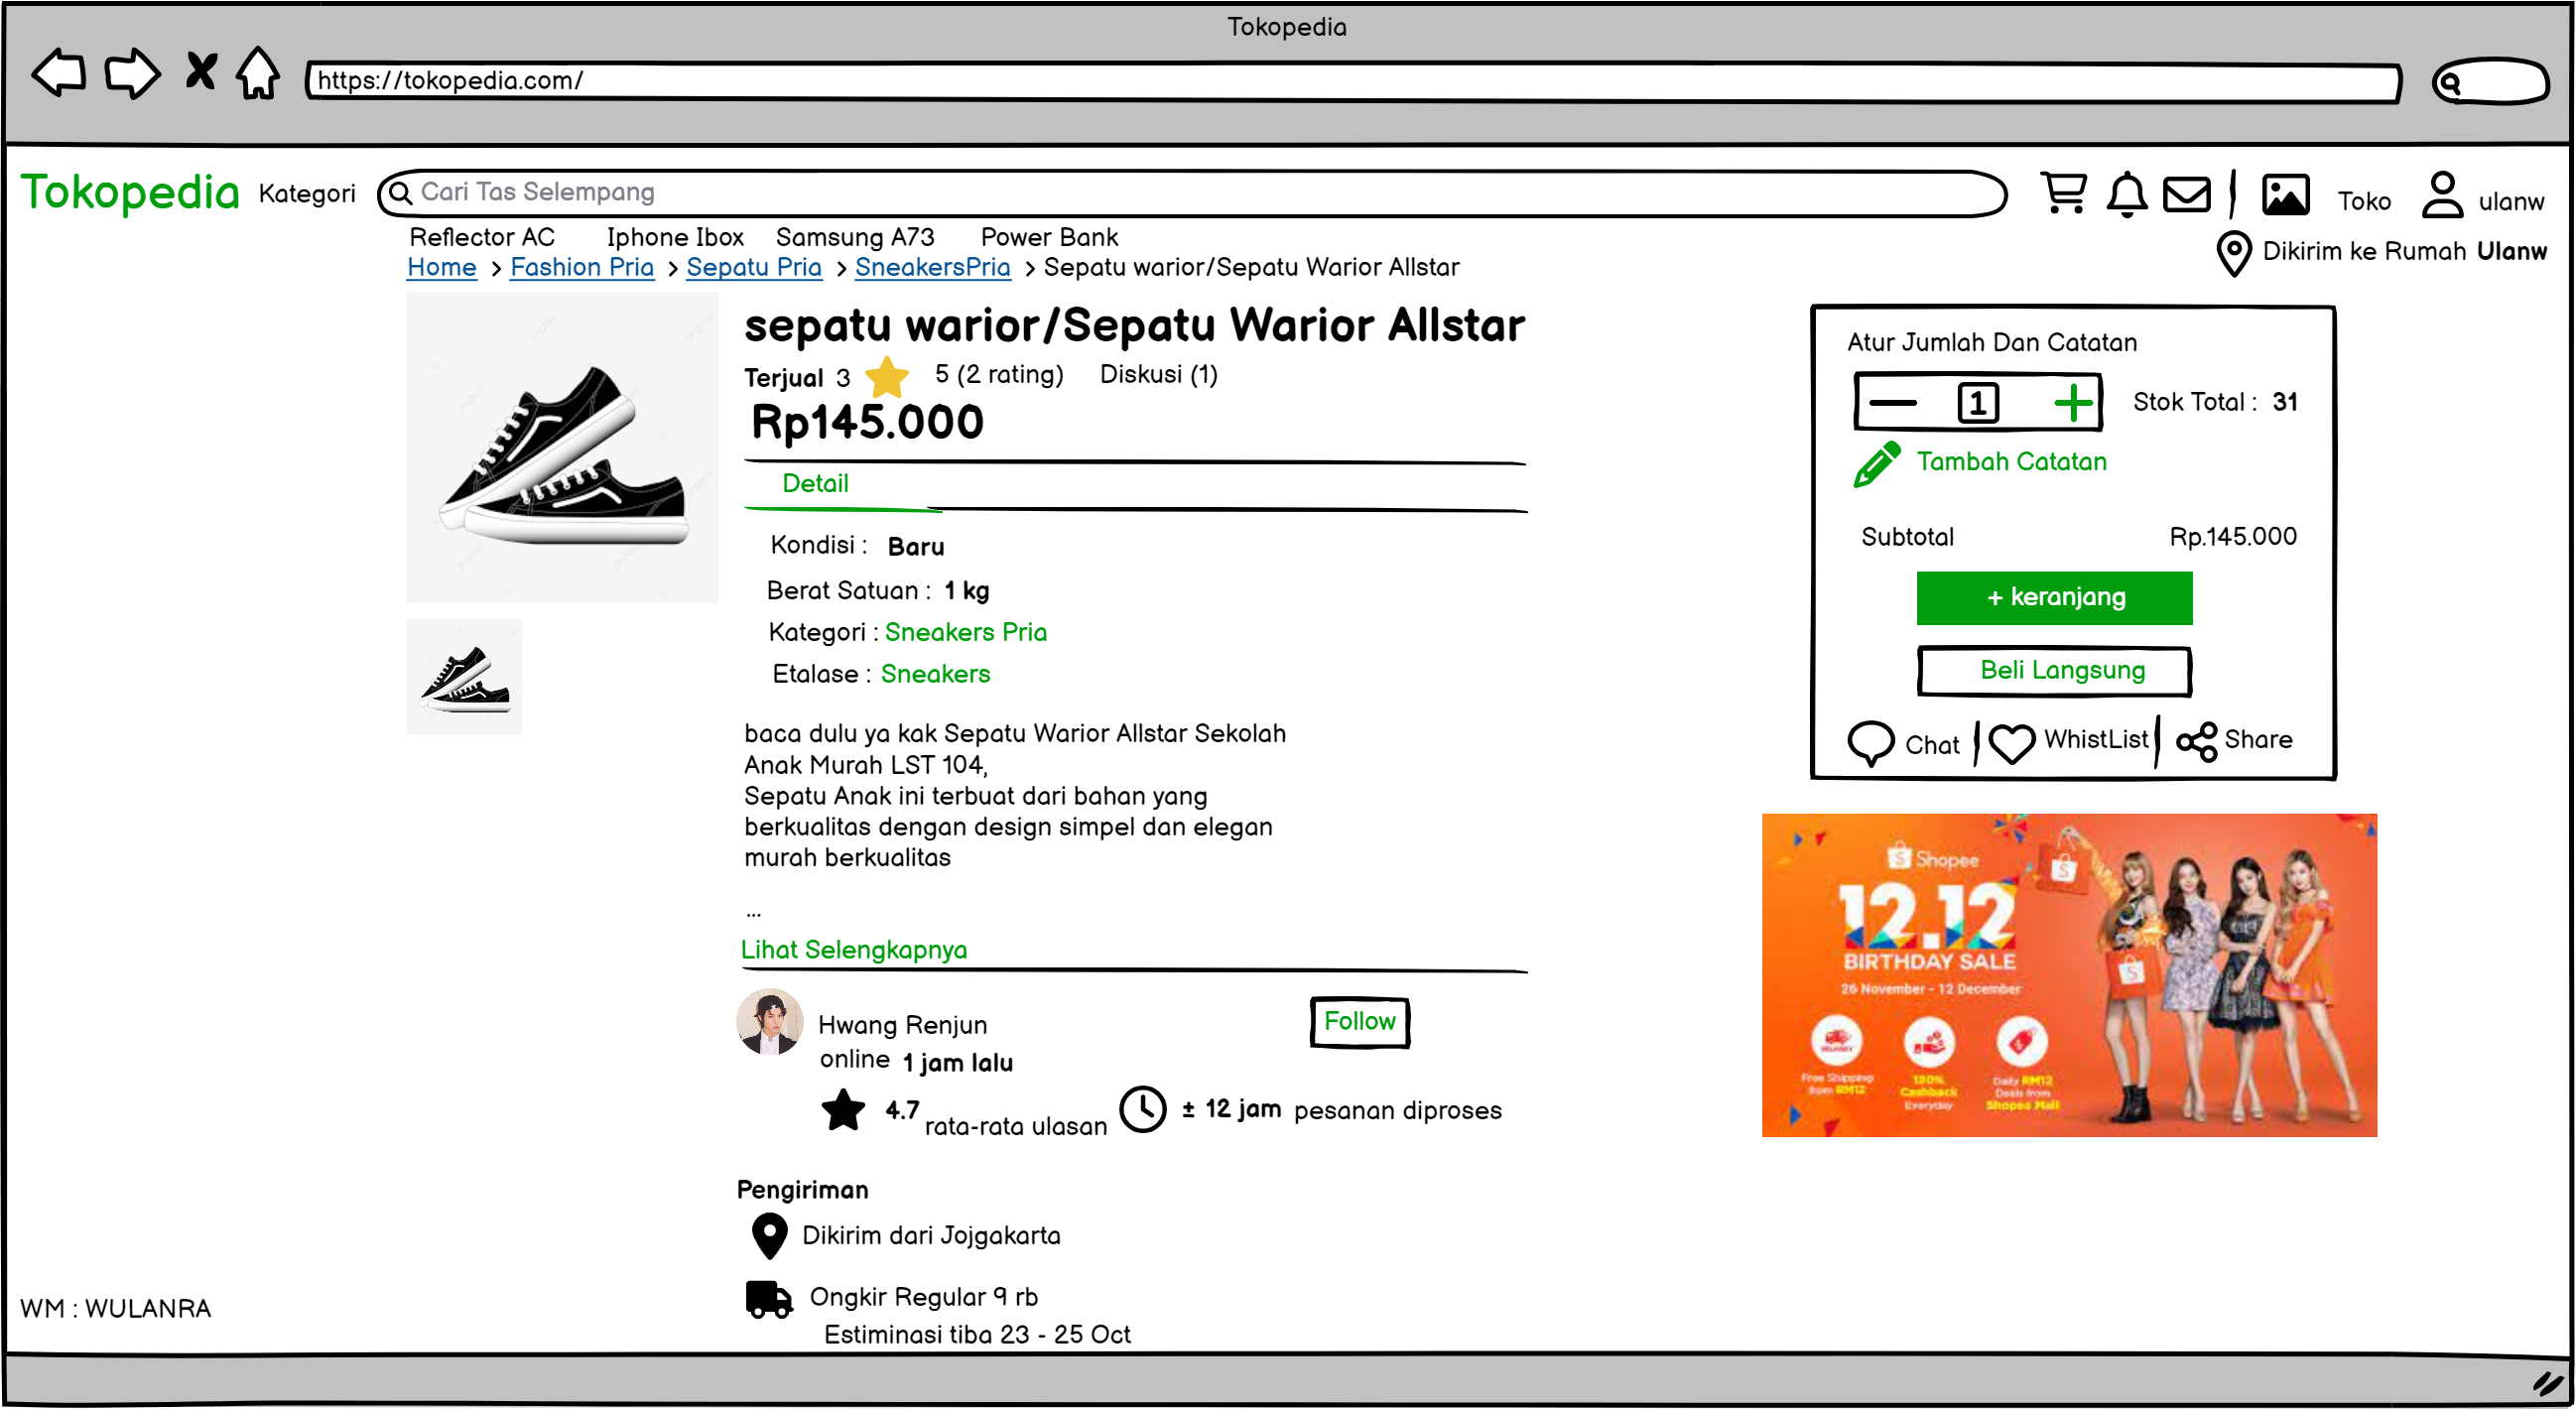 Tokopedia
https://tokopedia.com/
Tokopedia Kategori Cari Tas Selempang Toko ulanw
Reflector AC Iphone Ibox Samsung A73 Power Bank
Dikirim ke Rumah Ulanw
Home > Fashion Pria > Sepatu Pria > SneakersPria > Sepatu warior/Sepatu Warior Allstar
sepatu warior/Sepatu Warior Allstar
Terjual 3 5 (2 rating) Diskusi (1)
Rp145.000
Detail
Kondisi : Baru
Berat Satuan : 1 kg
Kategori : Sneakers Pria
Etalase : Sneakers
baca dulu ya kak Sepatu Warior Allstar Sekolah
Anak Murah LST 104,
Sepatu Anak ini terbuat dari bahan yang
berkualitas dengan design simpel dan elegan
murah berkualitas
...
Lihat Selengkapnya
Hwang Renjun
online 1 jam lalu
Follow
4.7 rata-rata ulasan ± 12 jam pesanan diproses
Pengiriman
Dikirim dari Jojgakarta
Ongkir Regular 9 rb
Estiminasi tiba 23 - 25 Oct
Atur Jumlah Dan Catatan
1 Stok Total : 31
Tambah Catatan
Subtotal Rp.145.000
+ keranjang
Beli Langsung
Chat WhistList Share
Shopee
12.12
BIRTHDAY SALE
26 November - 12 December
Free Shipping
from RM12
Cashback
Everyday
Daily RM12
Deals from
Shopee Mall
WM : WULANRA